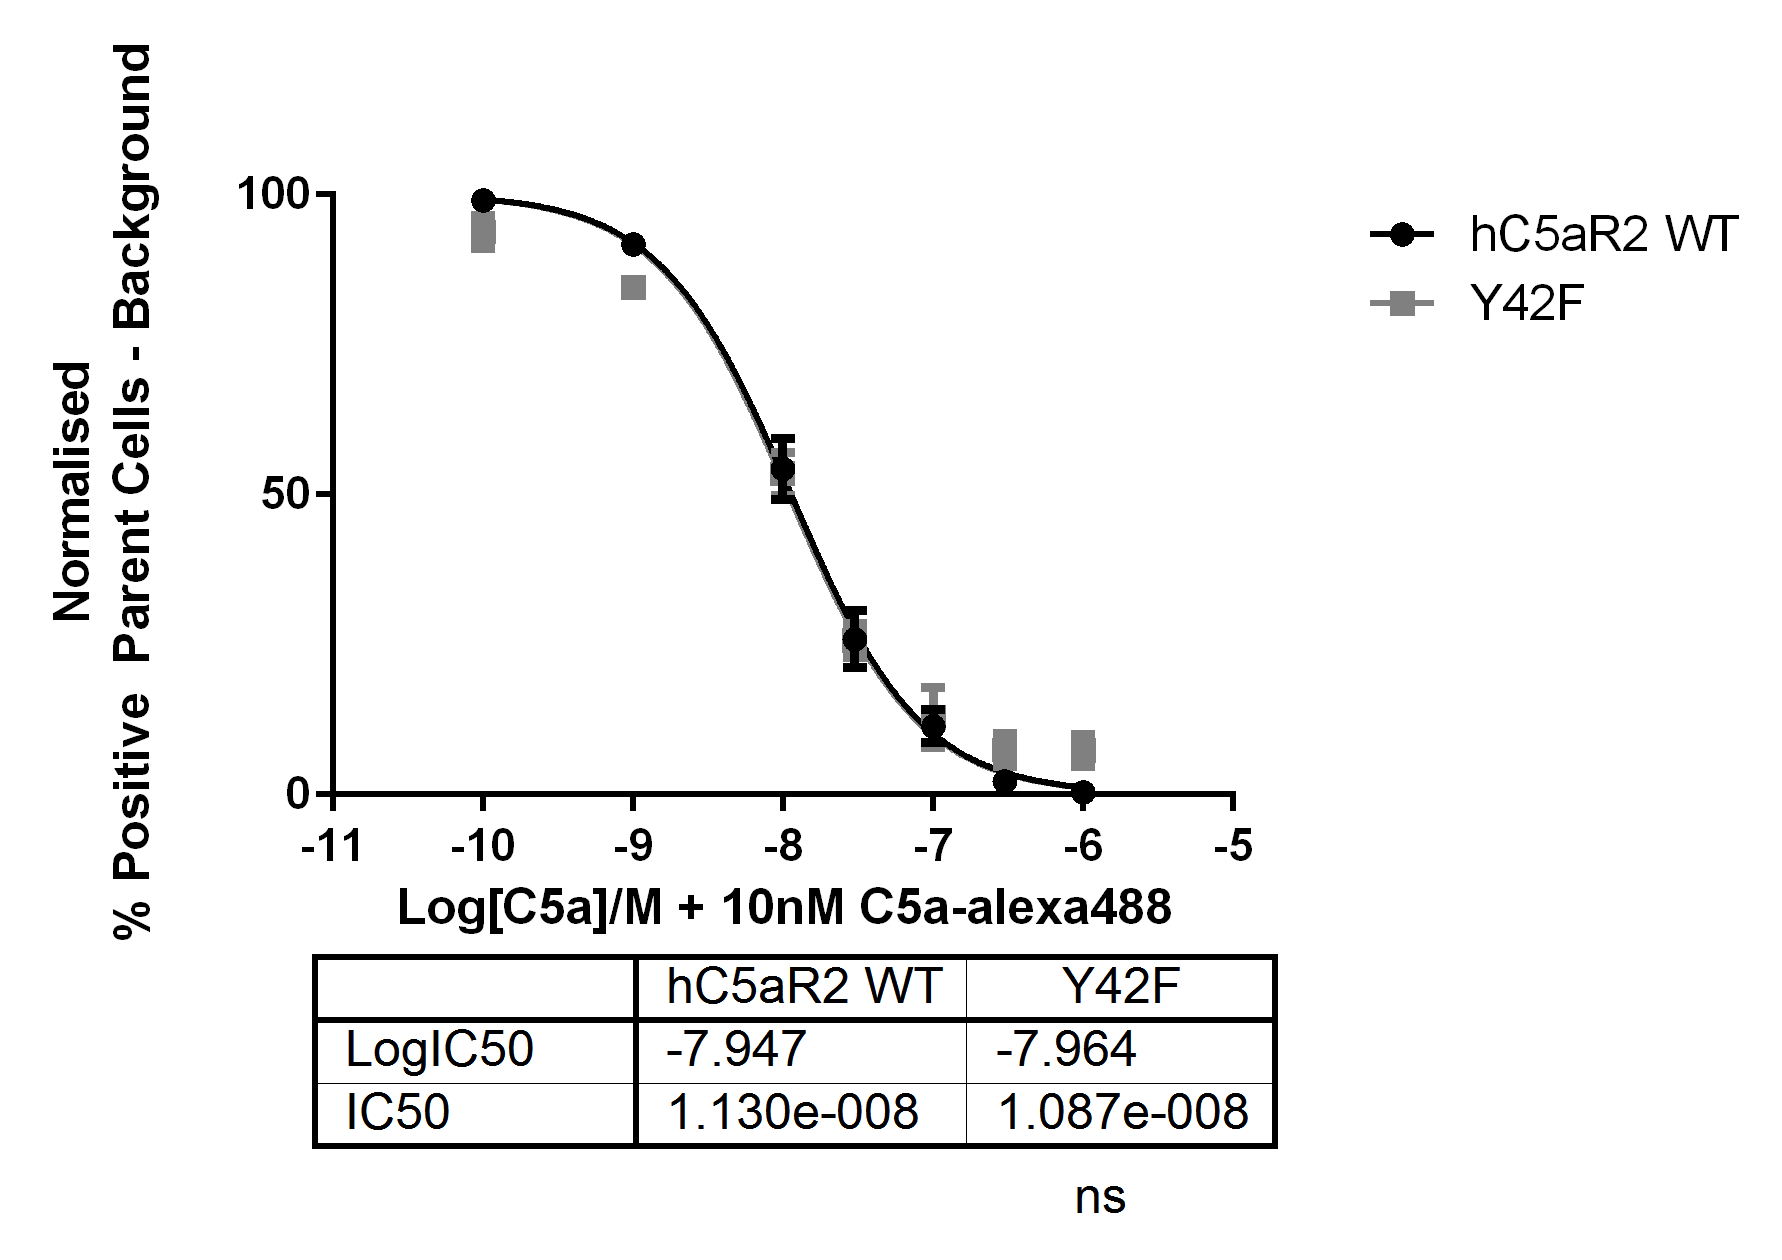 Normalised
% Positive  Parent Cells - Background
100
50
0
-11 -10 -9 -8 -7 -6 -5
Log[C5a]/M + 10nM C5a-alexa488
hC5aR2 WT
Y42F
hC5aR2 WT Y42F
LogIC50 -7.947 -7.964
IC50 1.130e-008 1.087e-008
ns